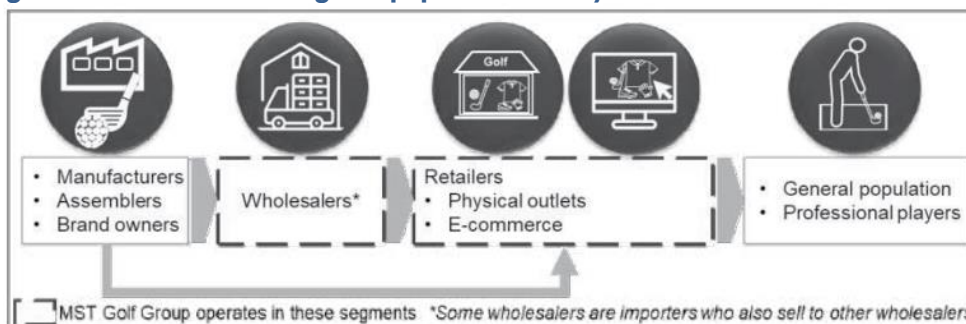 Golf
• Manufacturers
• Assemblers
• Brand owners
Wholesalers*
Retailers
• Physical outlets
• E-commerce
• General population
• Professional players
MST Golf Group operates in these segments *Some wholesalers are importers who also sell to other wholesalers